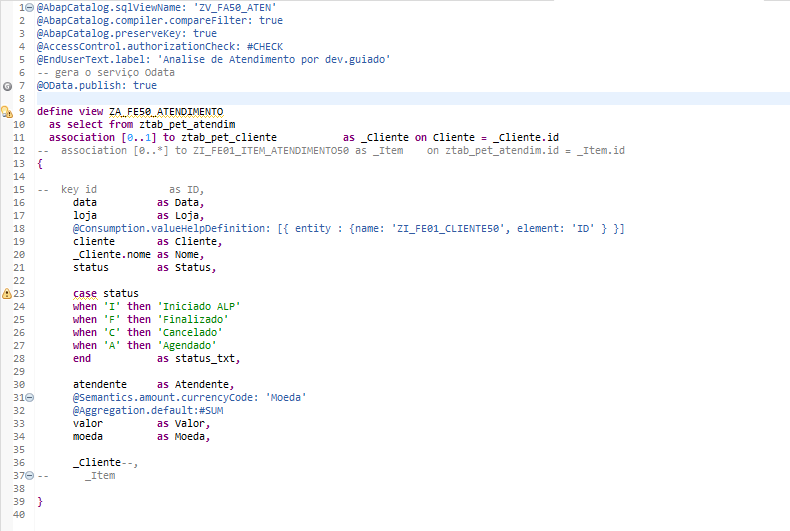 1 @AbapCatalog.sqlViewName: 'ZV_FA50_ATEN'
2 @AbapCatalog.compiler.compareFilter: true
3 @AbapCatalog.preserveKey: true
4 @AccessControl.authorizationCheck: #CHECK
5 @EndUserText.label: 'Analise de Atendimento por dev.guiado'
6 -- gera o serviço Odata
7 @OData.publish: true
8
9 define view ZA_FE50_ATENDIMENTO
10   as select from ztab_pet_atendim
11   association [0..1] to ztab_pet_cliente          as _Cliente on Cliente = _Cliente.id
12 --  association [0..*] to ZI_FE01_ITEM_ATENDIMENTO50 as _Item    on ztab_pet_atendim.id = _Item.id
13 {
14
15 --  key id           as ID,
16       data         as Data,
17       loja         as Loja,
18       @Consumption.valueHelpDefinition: [{ entity : {name: 'ZI_FE01_CLIENTE50', element: 'ID' } }]
19       cliente      as Cliente,
20       _Cliente.nome as Nome,
21       status       as Status,
22
23       case status
24       when 'I' then 'Iniciado ALP'
25       when 'F' then 'Finalizado'
26       when 'C' then 'Cancelado'
27       when 'A' then 'Agendado'
28       end          as status_txt,
29
30       atendente    as Atendente,
31       @Semantics.amount.currencyCode: 'Moeda'
32       @Aggregation.default:#SUM
33       valor        as Valor,
34       moeda        as Moeda,
35
36       _Cliente--,
37 --      _Item
38
39 }
40